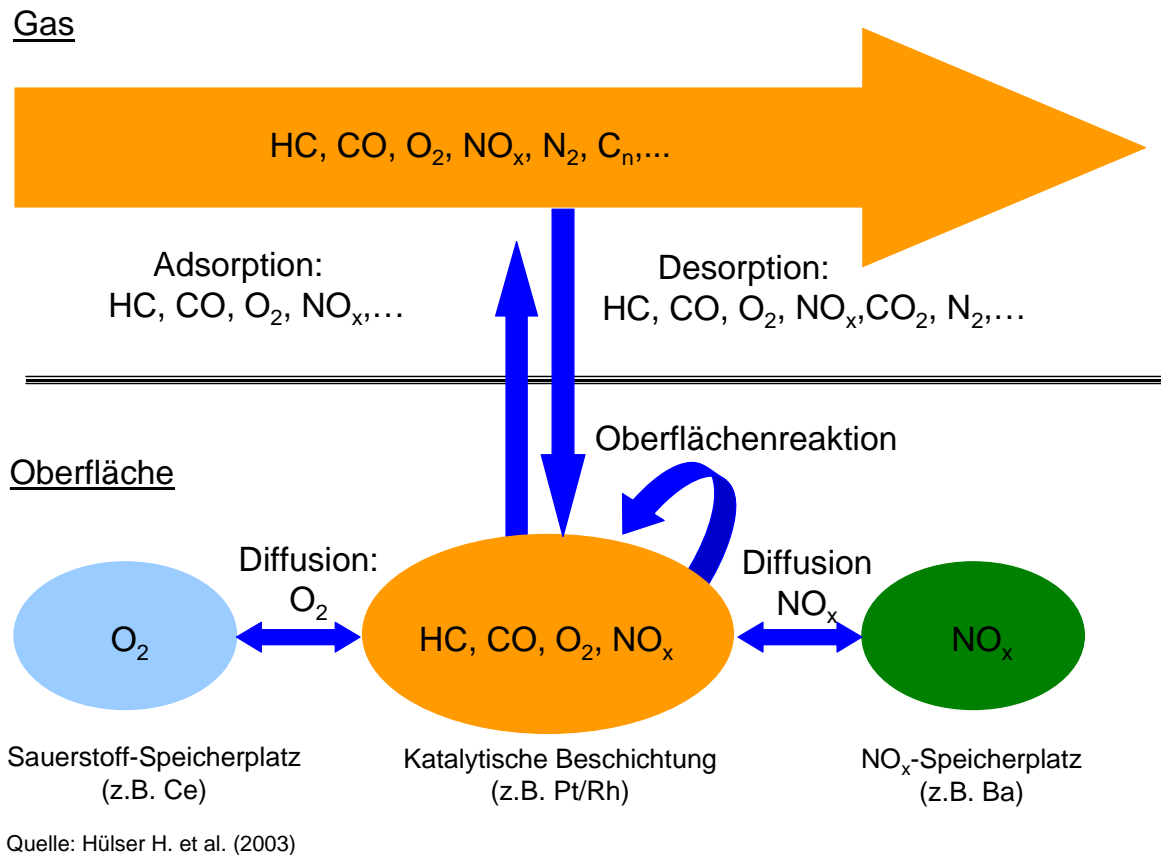 Gas
HC, CO, O₂, NOₓ, N₂, Cₙ,...
Adsorption:
HC, CO, O₂, NOₓ,…
Desorption:
HC, CO, O₂, NOₓ,CO₂, N₂,…
Oberflächenreaktion
Oberfläche
Diffusion:
O₂
Diffusion
NOₓ
O₂
HC, CO, O₂, NOₓ
NOₓ
Sauerstoff-Speicherplatz
(z.B. Ce)
Katalytische Beschichtung
(z.B. Pt/Rh)
NOₓ-Speicherplatz
(z.B. Ba)
Quelle: Hülser H. et al. (2003)